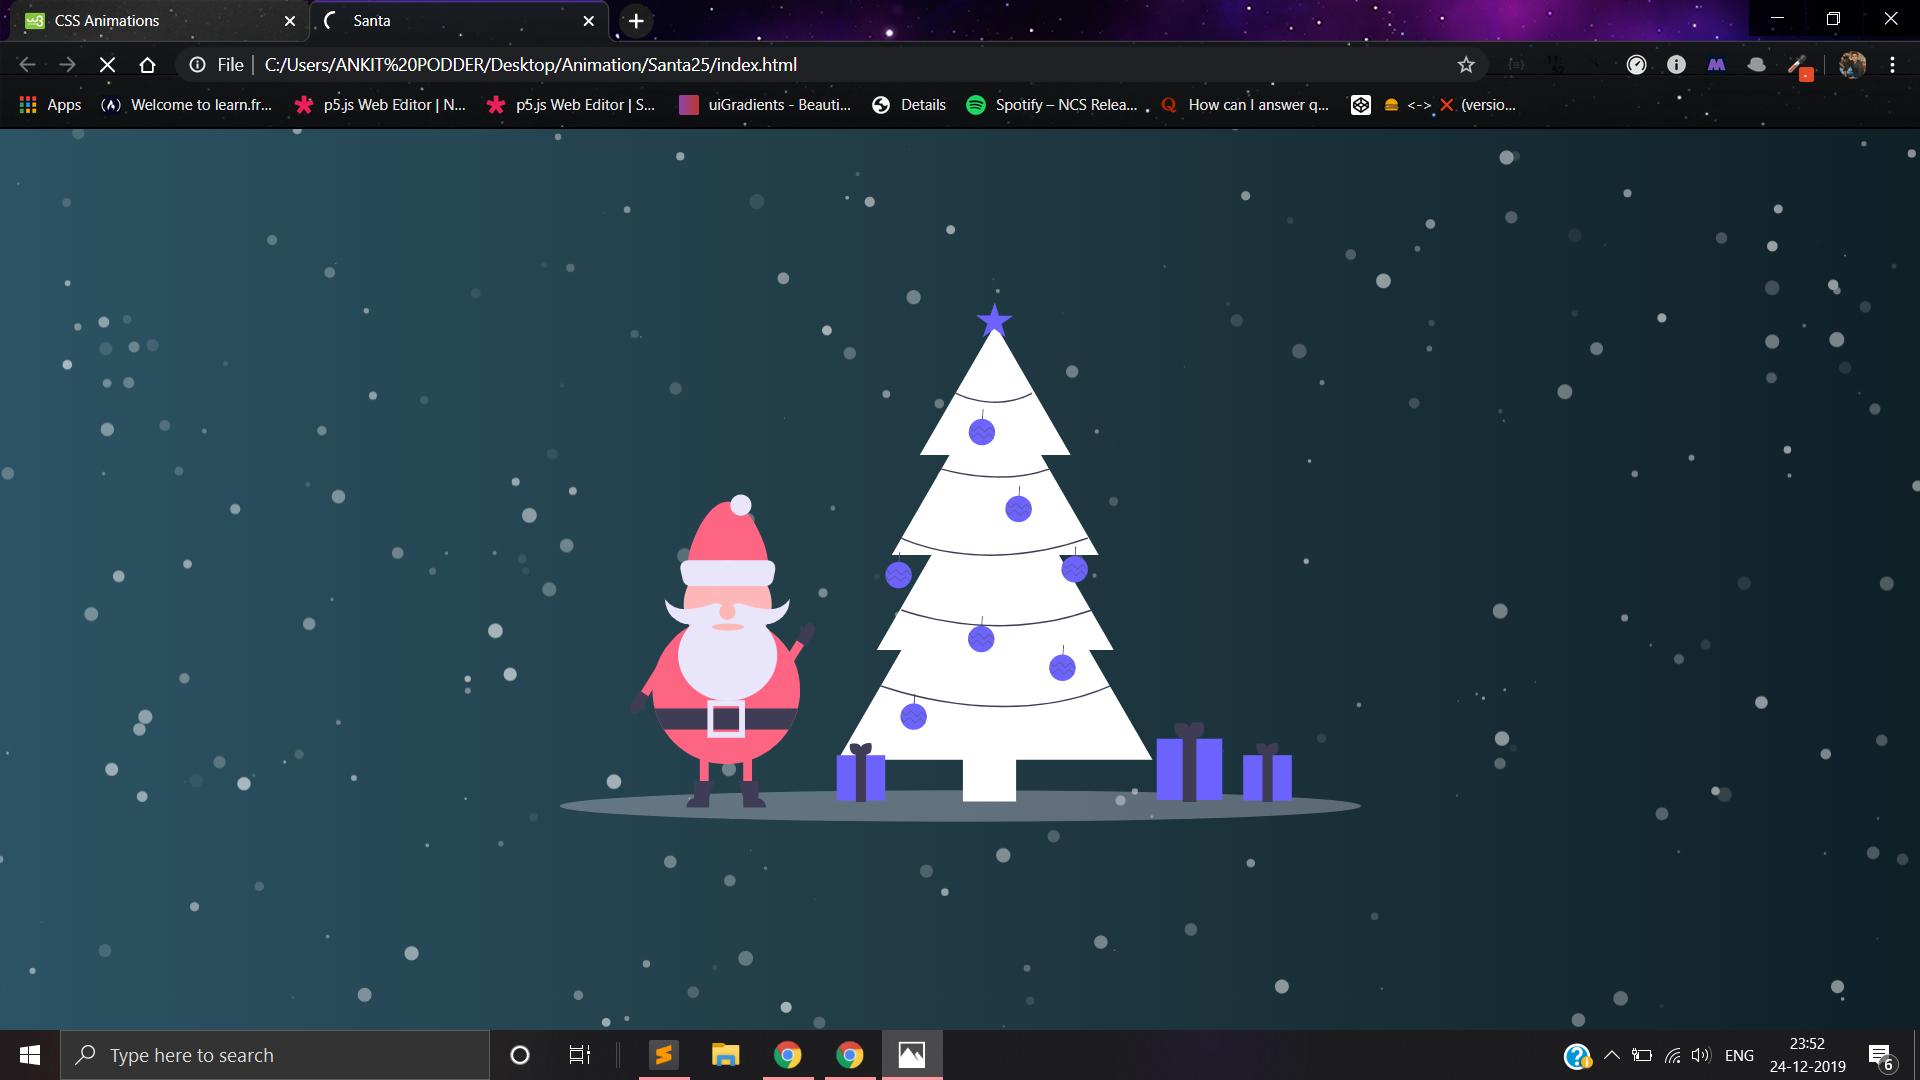 CSS Animations
Santa
File
C:/Users/ANKIT%20PODDER/Desktop/Animation/Santa25/index.html
Apps
Welcome to learn.fr...
p5.js Web Editor | N...
p5.js Web Editor | S...
uiGradients - Beauti...
Details
Spotify – NCS Relea...
How can I answer q...
<-> (versio...
Type here to search
ENG
23:52
24-12-2019
6